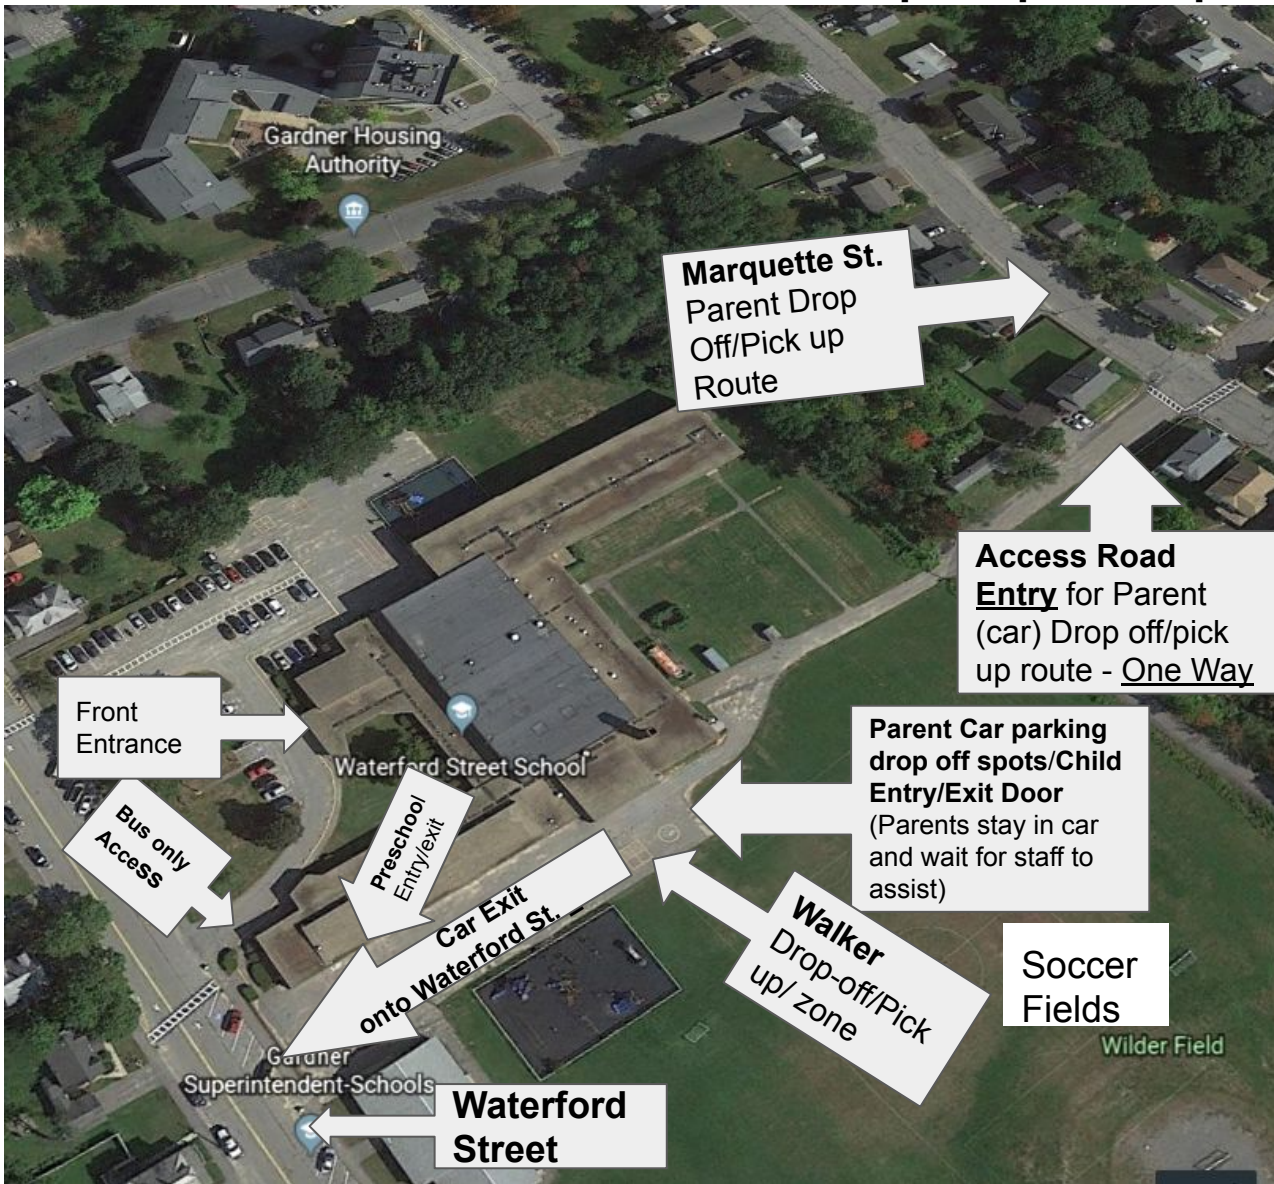 Gardner Housing
Authority
Marquette St.
Parent Drop
Off/Pick up
Route
Access Road
Entry for Parent
(car) Drop off/pick
up route - One Way
Front
Entrance
Waterford Street School
Parent Car parking
drop off spots/Child
Entry/Exit Door
(Parents stay in car
and wait for staff to
assist)
Bus only
Access
Preschool
Entry/exit
Car Exit
onto Waterford St. _
Walker
Drop-off/Pick
up/ zone
Soccer
Fields
Wilder Field
Gardner
Superintendent-Schools
Waterford
Street